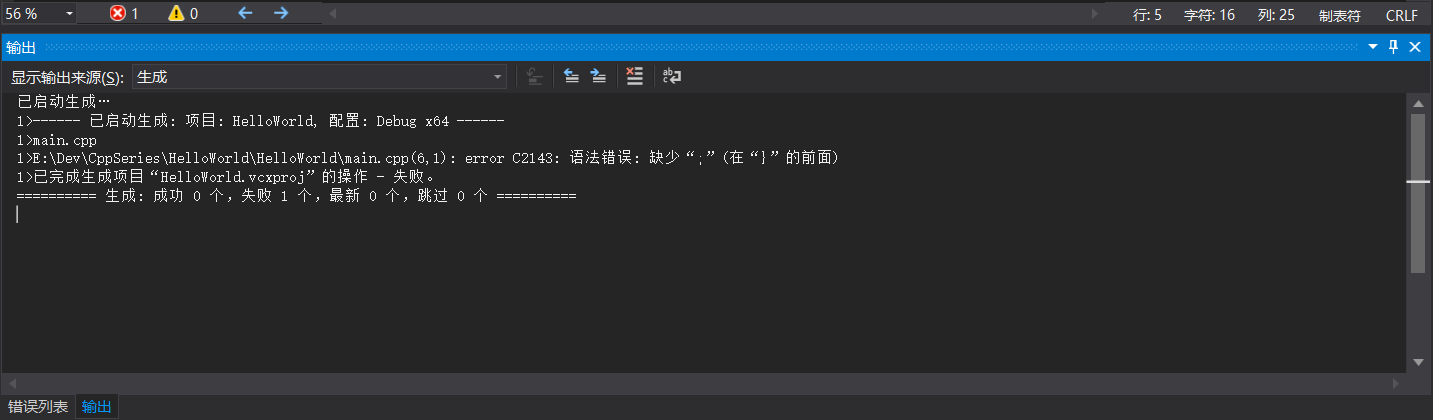 56 % 1 0 行: 5 字符: 16 列: 25 制表符 CRLF
输出
显示输出来源(S): 生成
已启动生成…
1>------ 已启动生成: 项目: HelloWorld, 配置: Debug x64 ------
1>main.cpp
1>E:\Dev\CppSeries\HelloWorld\HelloWorld\main.cpp(6,1): error C2143: 语法错误: 缺少“;”(在“}”的前面)
1>已完成生成项目“HelloWorld.vcxproj”的操作 - 失败。
========== 生成: 成功 0 个，失败 1 个，最新 0 个，跳过 0 个 ==========
错误列表 输出